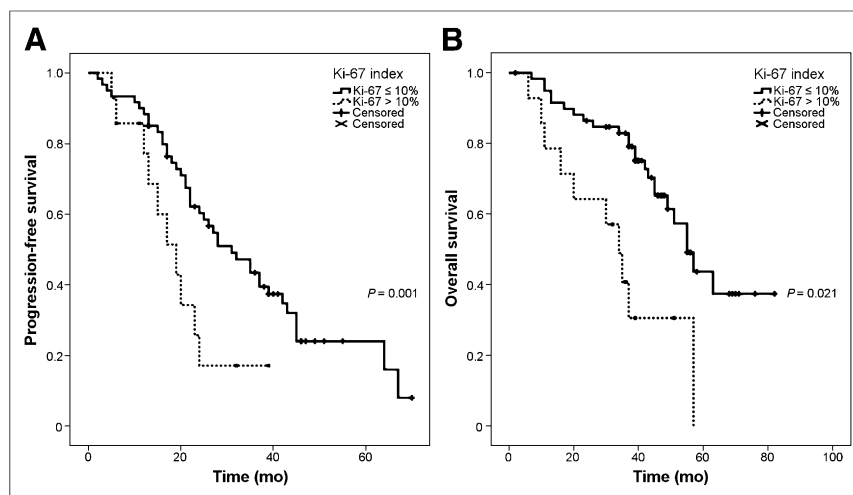 A
Ki-67 index
Ki-67 ≤ 10%
Ki-67 > 10%
Censored
Censored
1.0
0.8
0.6
0.4
0.2
0
Progression-free survival
P = 0.001
0 20 40 60
Time (mo)
B
Ki-67 index
Ki-67 ≤ 10%
Ki-67 > 10%
Censored
Censored
1.0
0.8
0.6
0.4
0.2
0
Overall survival
P = 0.021
0 20 40 60 80 100
Time (mo)